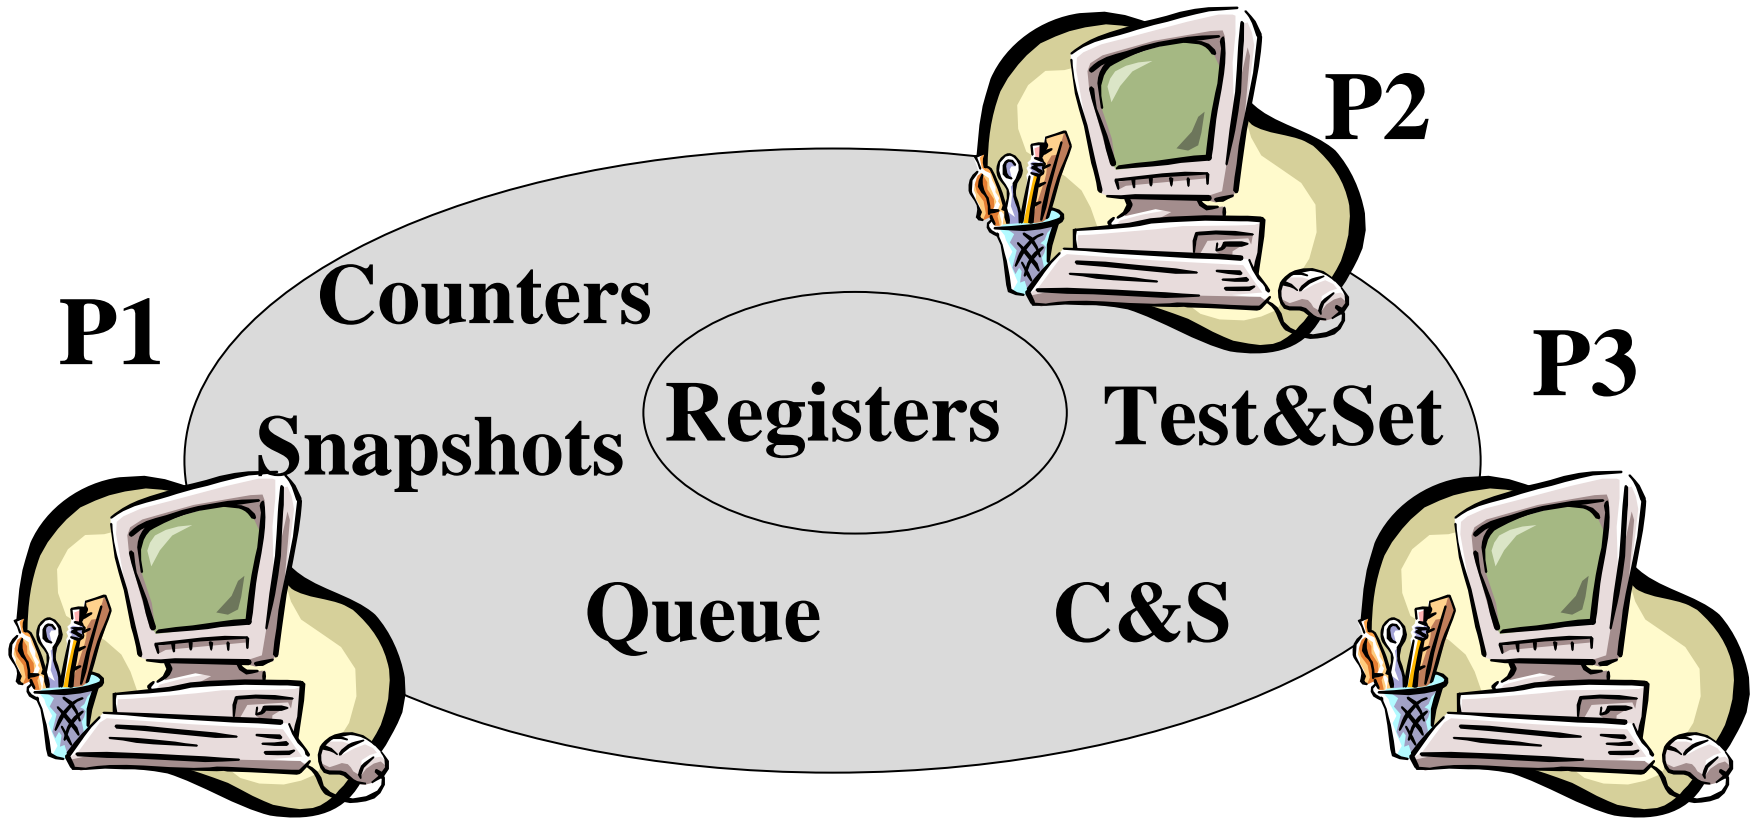 P2
Counters
P1
P3
Registers
Test&Set
Snapshots
Queue
C&S